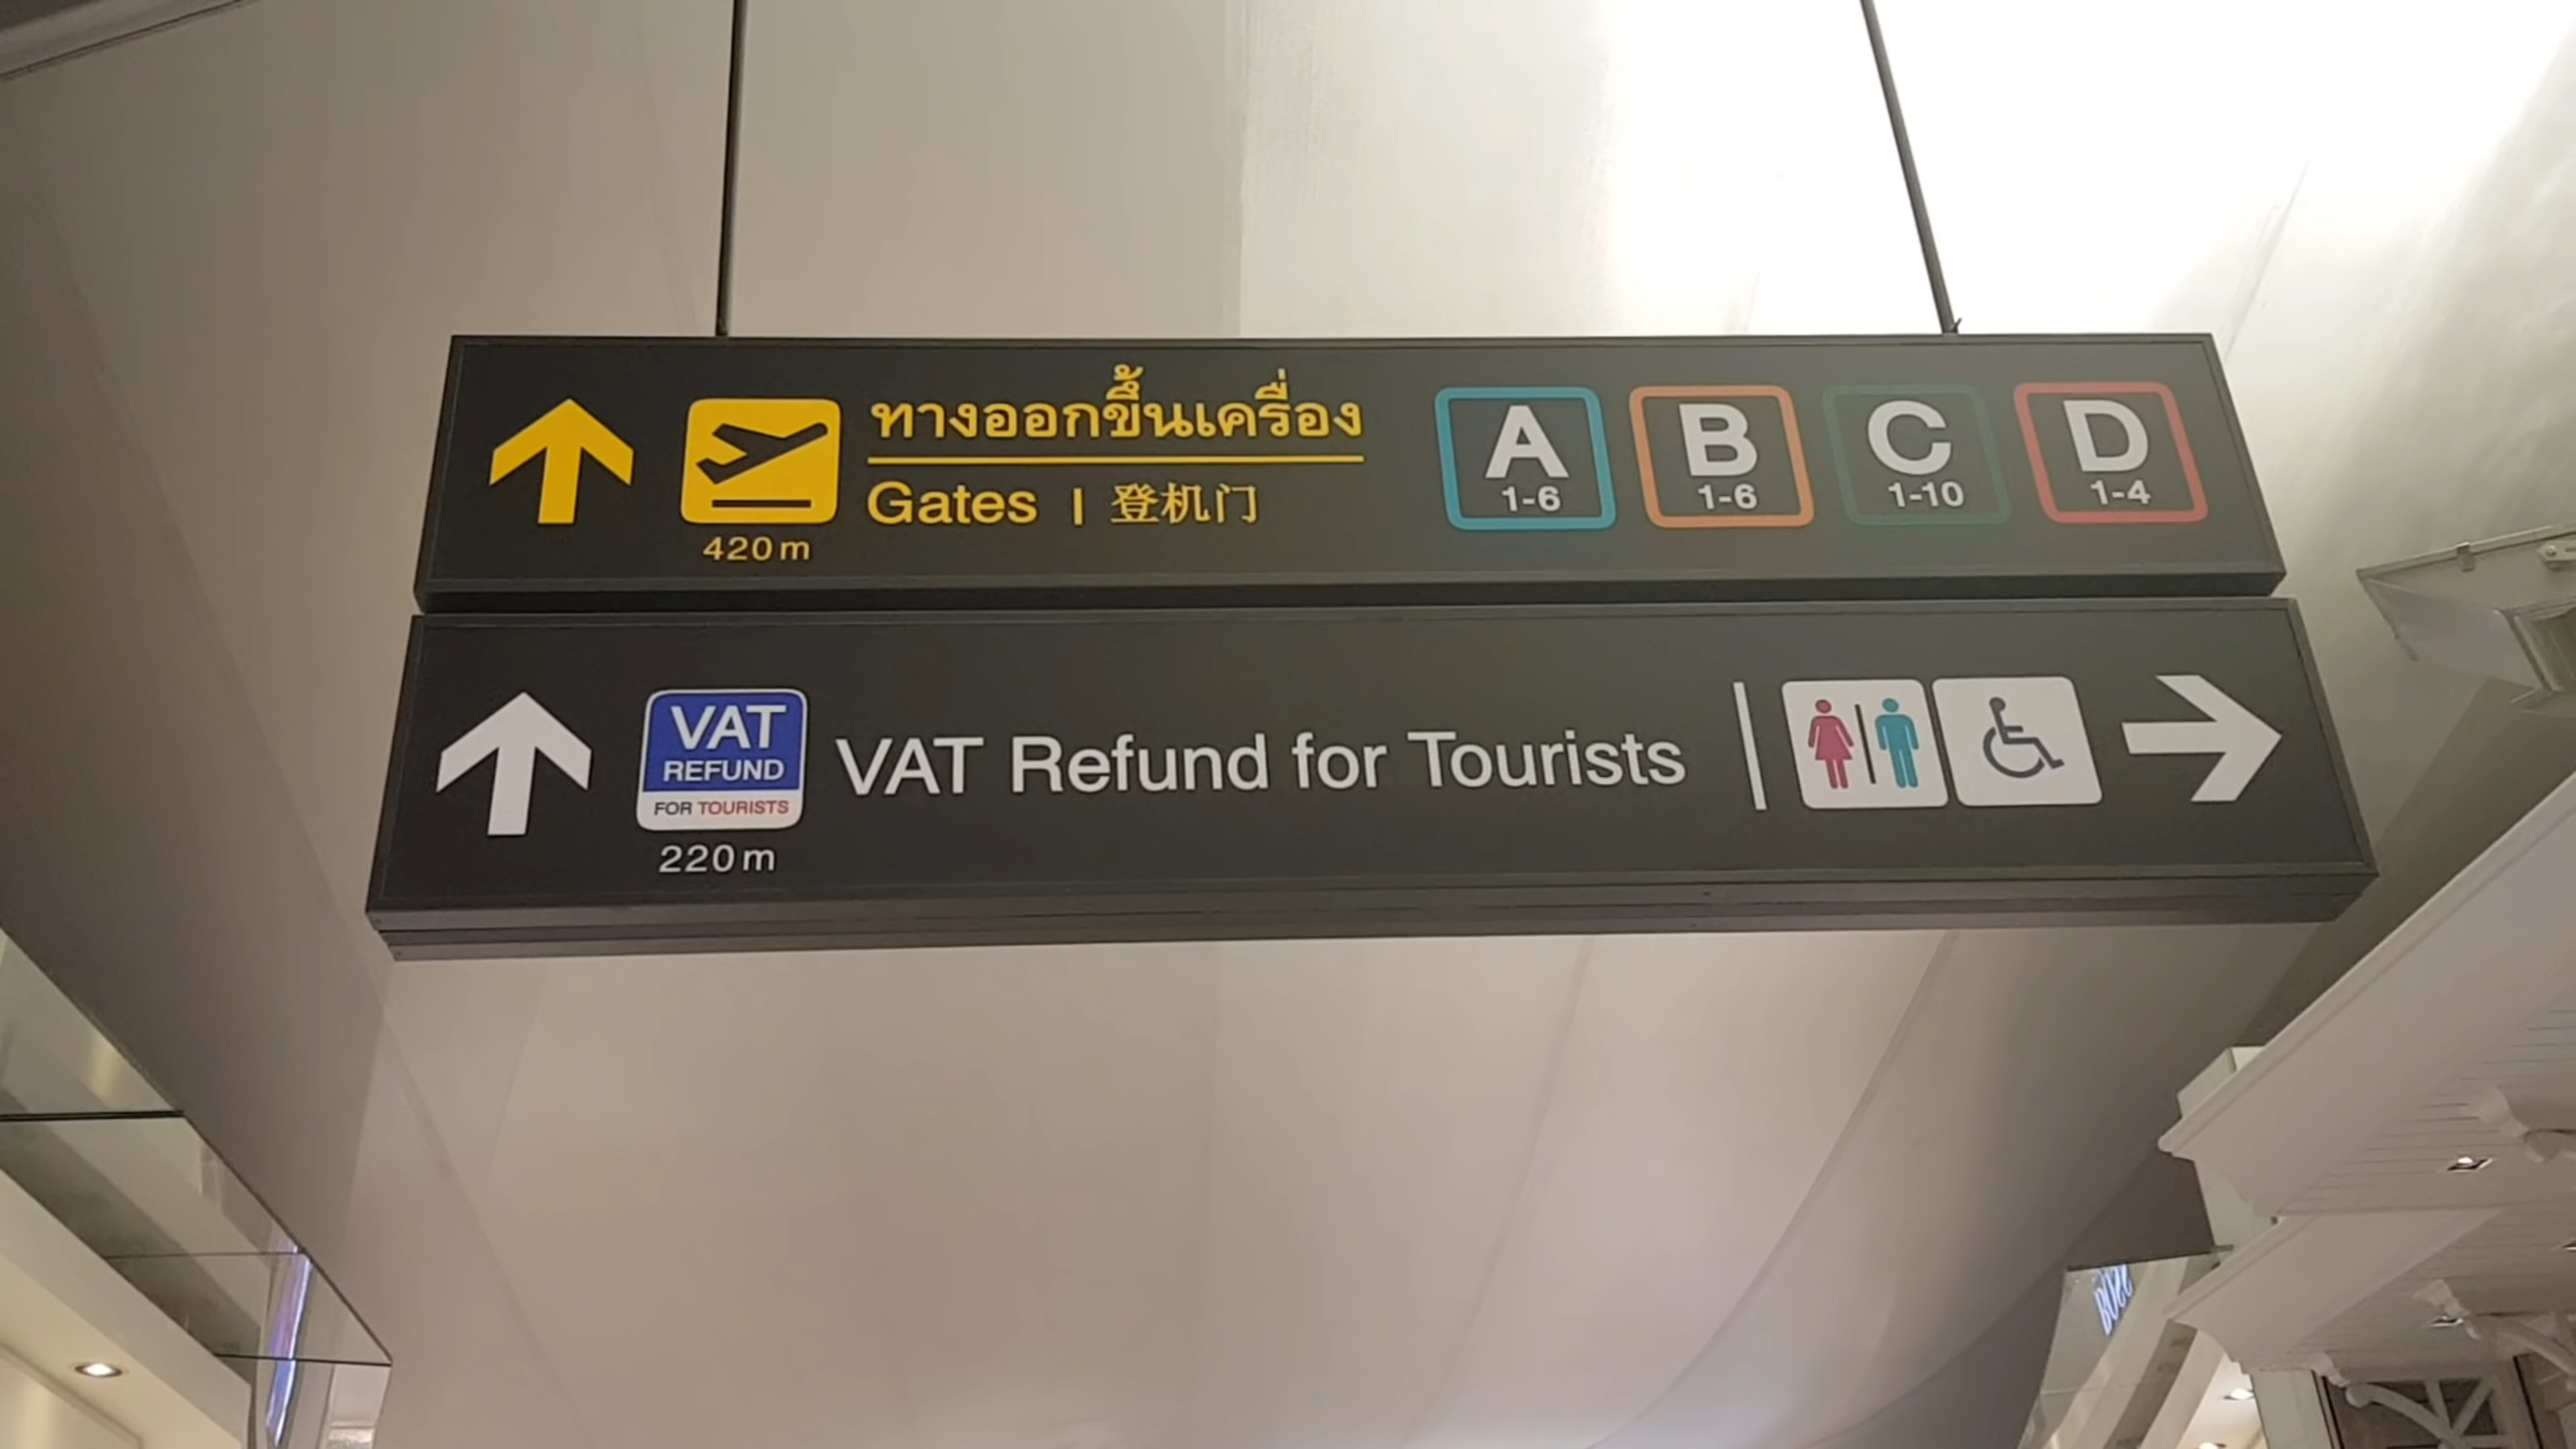 ทางออกขึ้นเครื่อง
Gates | 登机门
420 m
A
1-6
B
1-6
C
1-10
D
1-4
VAT
REFUND
FOR TOURISTS
220 m
VAT Refund for Tourists